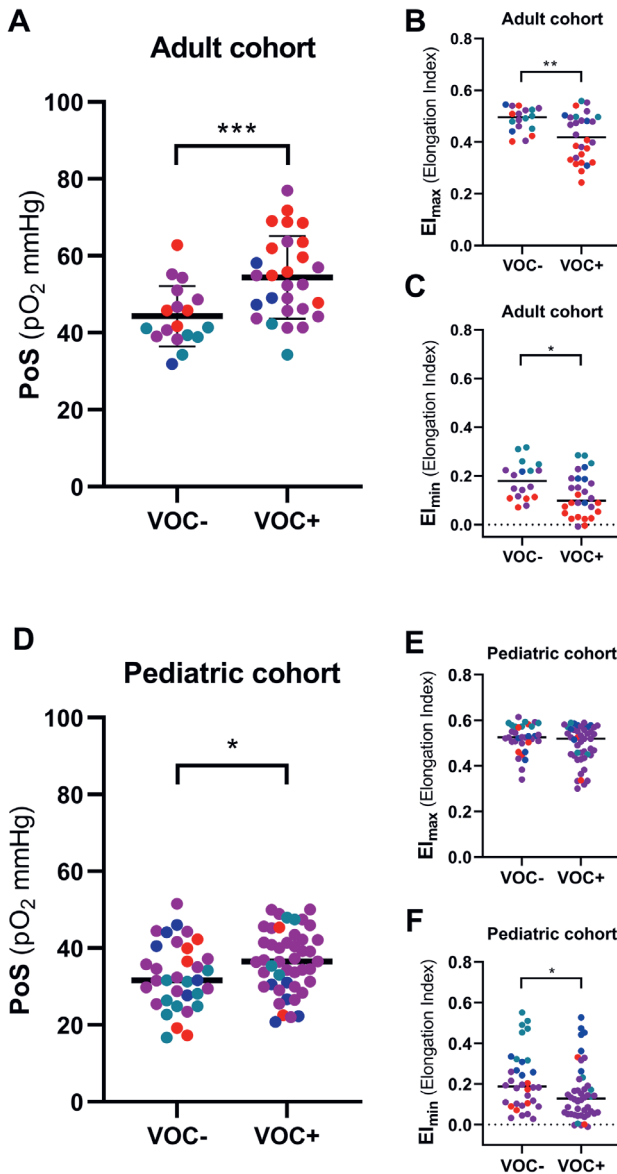 A
Adult cohort
PoS (pO2 mmHg)
100
80
60
40
20
0
***
VOC-
VOC+
B
Adult cohort
EImax (Elongation Index)
0.8
0.6
0.4
0.2
0.0
**
VOC-
VOC+
C
Adult cohort
EImin (Elongation Index)
0.8
0.6
0.4
0.2
0.0
*
VOC-
VOC+
D
Pediatric cohort
PoS (pO2 mmHg)
100
80
60
40
20
0
*
VOC-
VOC+
E
Pediatric cohort
EImax (Elongation Index)
0.8
0.6
0.4
0.2
0.0
VOC-
VOC+
F
Pediatric cohort
EImin (Elongation Index)
0.8
0.6
0.4
0.2
0.0
*
VOC-
VOC+